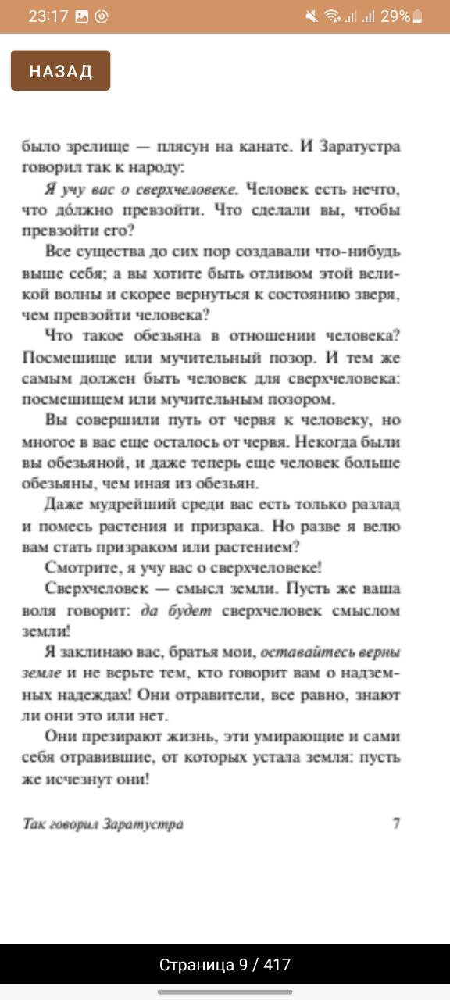 23:17
29%
НАЗАД
было зрелище — плясун на канате. И Заратустра
говорил так к народу:
Я учу вас о сверхчеловеке. Человек есть нечто,
что до́лжно превзойти. Что сделали вы, чтобы
превзойти его?
Все существа до сих пор создавали что-нибудь
выше себя; а вы хотите быть отливом этой вели-
кой волны и скорее вернуться к состоянию зверя,
чем превзойти человека?
Что такое обезьяна в отношении человека?
Посмешище или мучительный позор. И тем же
самым должен быть человек для сверхчеловека:
посмешищем или мучительным позором.
Вы совершили путь от червя к человеку, но
многое в вас еще осталось от червя. Некогда были
вы обезьяной, и даже теперь еще человек больше
обезьяны, чем иная из обезьян.
Даже мудрейший среди вас есть только разлад
и помесь растения и призрака. Но разве я велю
вам стать призраком или растением?
Смотрите, я учу вас о сверхчеловеке!
Сверхчеловек — смысл земли. Пусть же ваша
воля говорит: да будет сверхчеловек смыслом
земли!
Я заклинаю вас, братья мои, оставайтесь верны
земле и не верьте тем, кто говорит вам о надзем-
ных надеждах! Они отравители, все равно, знают
ли они это или нет.
Они презирают жизнь, эти умирающие и сами
себя отравившие, от которых устала земля: пусть
же исчезнут они!
Так говорил Заратустра 7
Страница 9 / 417